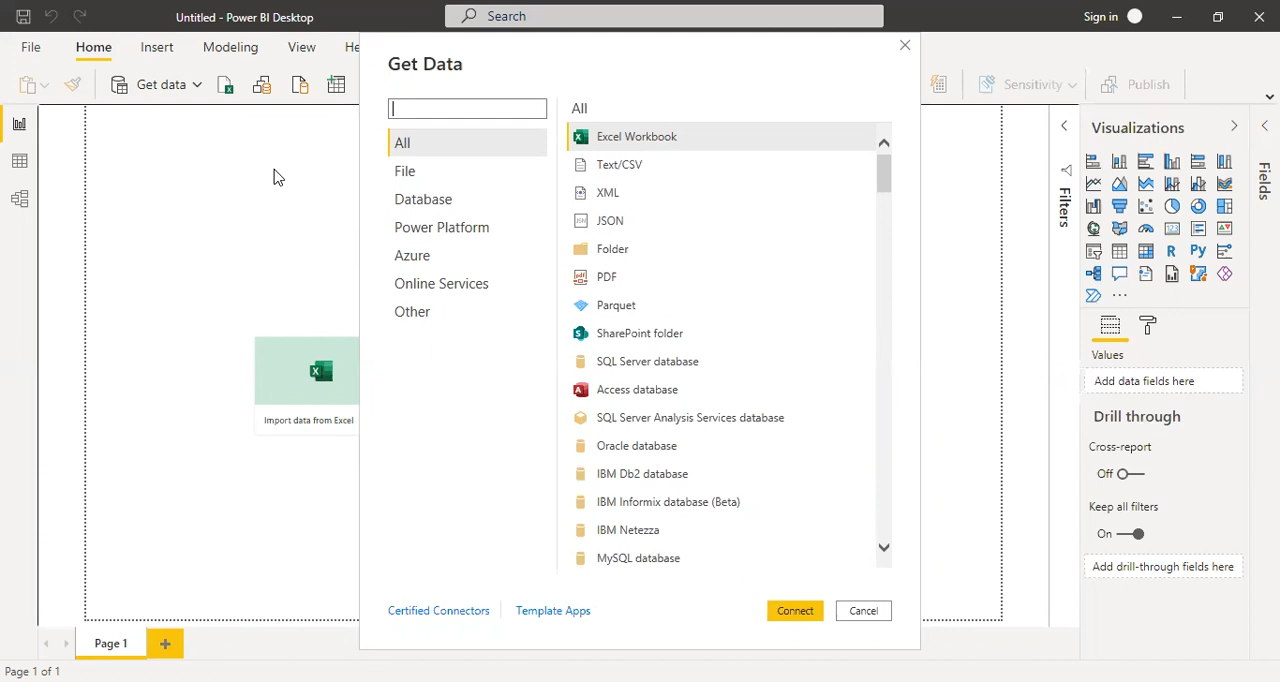 Untitled - Power BI Desktop
Search
Sign in
File Home Insert Modeling View He
Get data
Sensitivity
Publish
Get Data
All
File
Database
Power Platform
Azure
Online Services
Other
All
Excel Workbook
Text/CSV
XML
JSON
Folder
PDF
Parquet
SharePoint folder
SQL Server database
Access database
SQL Server Analysis Services database
Oracle database
IBM Db2 database
IBM Informix database (Beta)
IBM Netezza
MySQL database
Certified Connectors
Template Apps
Connect
Cancel
Import data from Excel
Filters
Visualizations
R
Py
Values
Add data fields here
Drill through
Cross-report
Off
Keep all filters
On
Add drill-through fields here
Fields
Page 1
Page 1 of 1